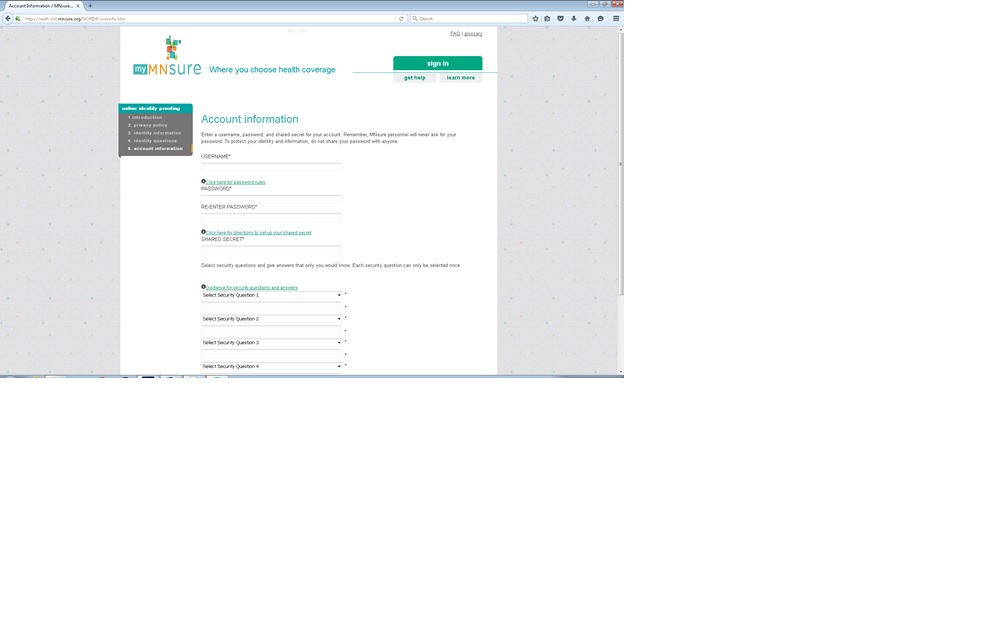 Account Information / MNsure...
http://auth.dot.mnsure.org/
Search
FAQ | glossary
my MNsure Where you choose health coverage
sign in
get help learn more
online identity proofing
1. introduction
2. privacy policy
3. identity information
4. identity questions
5. account information
Account information
Enter a username, password, and shared secret for your account. Remember, MNsure personnel will never ask for your
password. To protect your identity and information, do not share your password with anyone.
USERNAME*
Click here for password rules
PASSWORD*
RE-ENTER PASSWORD*
Click here for directions to set up your shared secret
SHARED SECRET*
Select security questions and give answers that only you would know. Each security question can only be selected once.
Guidance for security questions and answers
Select Security Question 1 *
*
Select Security Question 2 *
*
Select Security Question 3 *
*
Select Security Question 4 *